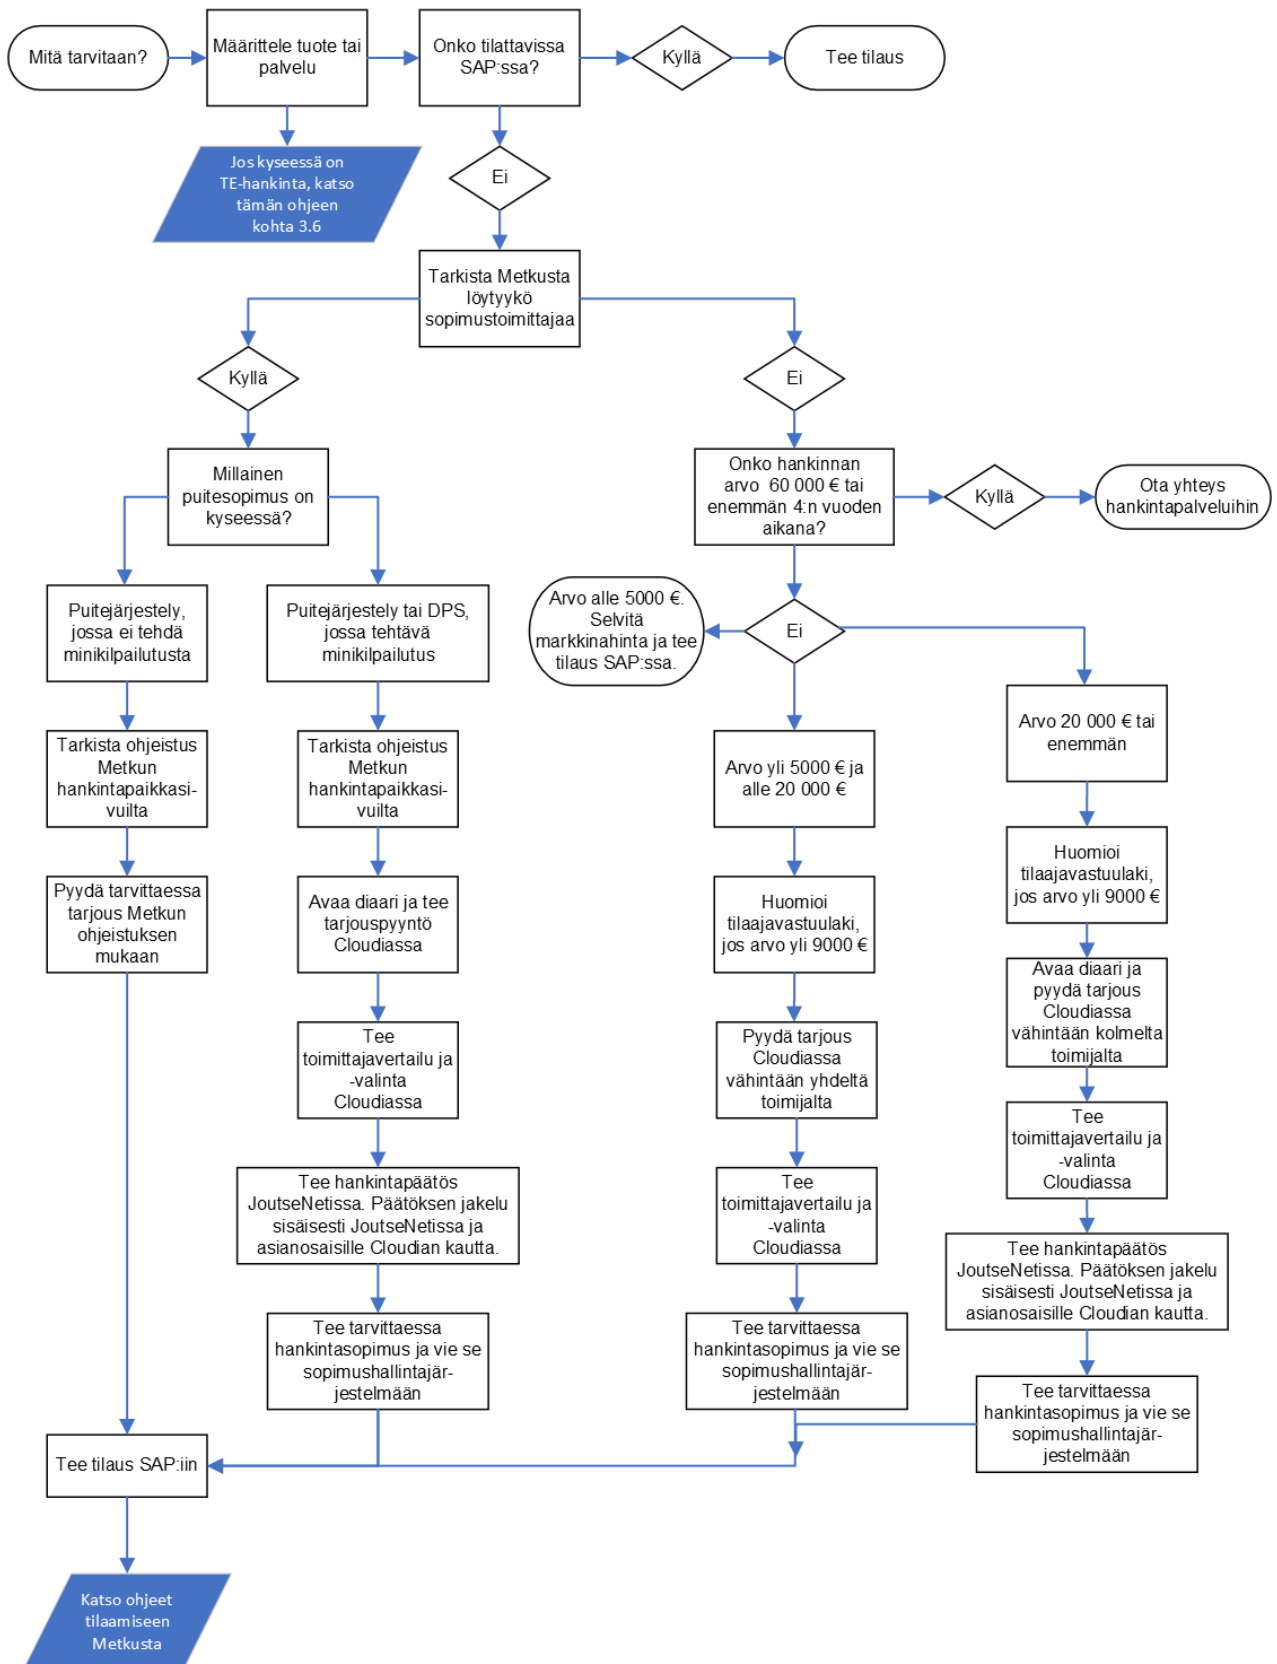 Mitä tarvitaan?
Määrittele tuote tai
palvelu
Onko tilattavissa
SAP:ssa?
Kyllä
Tee tilaus
Jos kyseessä on
TE-hankinta, katso
tämän ohjeen
kohta 3.6
Ei
Tarkista Metkusta
löytyykö
sopimustoimittajaa
Kyllä
Ei
Millainen
puitesopimus on
kyseessä?
Onko hankinnan
arvo 60 000 € tai
enemmän 4:n vuoden
aikana?
Kyllä
Ota yhteys
hankintapalveluihin
Puitejärjestely,
jossa ei tehdä
minikilpailutusta
Puitejärjestely tai DPS,
jossa tehtävä
minikilpailutus
Arvo alle 5000 €.
Selvitä
markkinahinta ja tee
tilaus SAP:ssa.
Ei
Arvo 20 000 € tai
enemmän
Tarkista ohjeistus
Metkun
hankintapaikkasi-
vuilta
Tarkista ohjeistus
Metkun
hankintapaikkasi-
vuilta
Arvo yli 5000 € ja
alle 20 000 €
Huomioi
tilaajavastuulaki,
jos arvo yli 9000 €
Pyydä tarvittaessa
tarjous Metkun
ohjeistuksen
mukaan
Avaa diaari ja tee
tarjouspyyntö
Cloudiassa
Huomioi
tilaajavastuulaki,
jos arvo yli 9000 €
Avaa diaari ja
pyydä tarjous
Cloudiassa
vähintään kolmelta
toimijalta
Tee
toimittajavertailu ja
-valinta
Cloudiassa
Pyydä tarjous
Cloudiassa
vähintään yhdeltä
toimijalta
Tee
toimittajavertailu ja
-valinta
Cloudiassa
Tee hankintapäätös
JoutseNetissa. Päätöksen jakelu
sisäisesti JoutseNetissa ja
asianosaisille Cloudian kautta.
Tee
toimittajavertailu ja
-valinta
Cloudiassa
Tee hankintapäätös
JoutseNetissa. Päätöksen jakelu
sisäisesti JoutseNetissa ja
asianosaisille Cloudian kautta.
Tee tarvittaessa
hankintasopimus ja vie se
sopimushallintajär-
jestelmään
Tee tarvittaessa
hankintasopimus ja vie se
sopimushallintajär-
jestelmään
Tee tarvittaessa
hankintasopimus ja vie se
sopimushallintajär-
jestelmään
Tee tilaus SAP:iin
Katso ohjeet
tilaamiseen
Metkusta